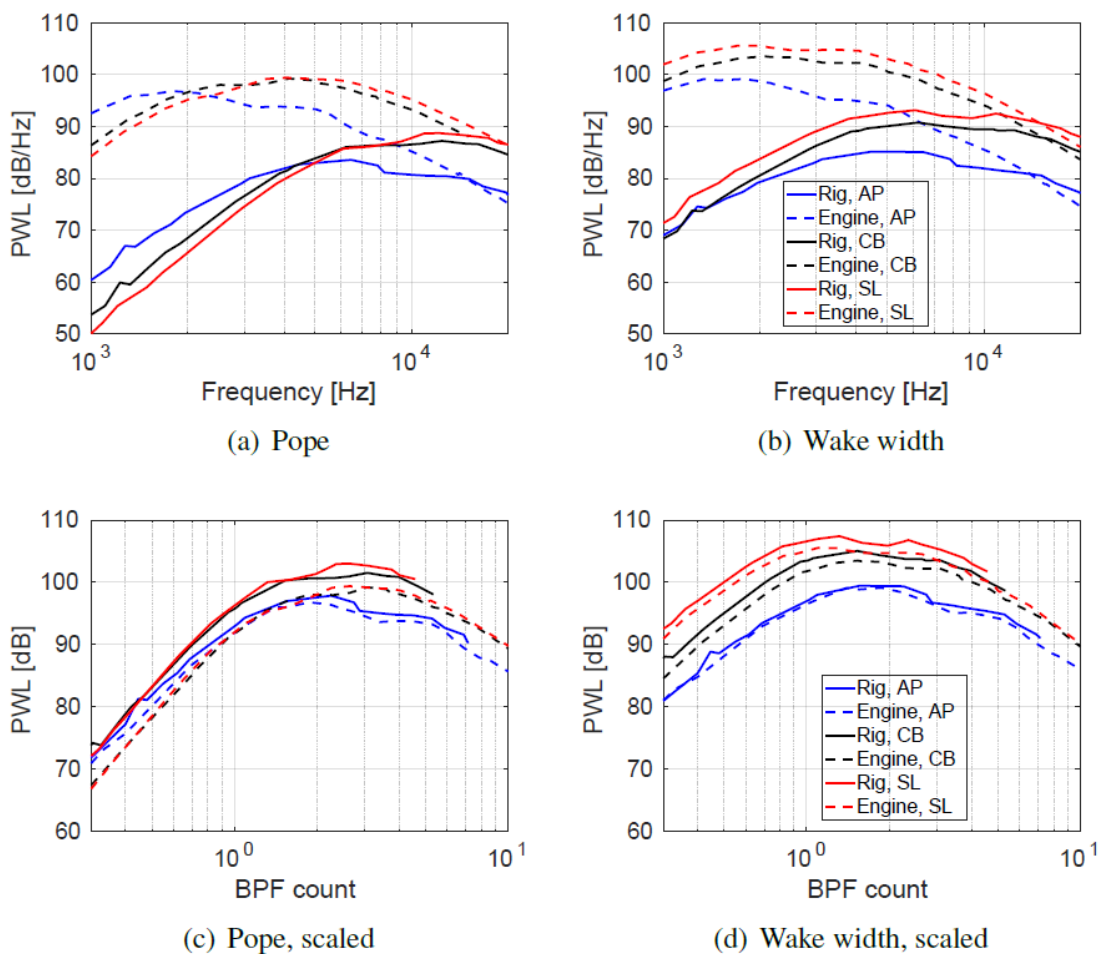 110
100
90
80
70
60
50
PWL [dB/Hz]
10^3
10^4
Frequency [Hz]
(a) Pope
110
100
90
80
70
60
50
PWL [dB/Hz]
Rig, AP
Engine, AP
Rig, CB
Engine, CB
Rig, SL
Engine, SL
10^3
10^4
Frequency [Hz]
(b) Wake width
110
100
90
80
70
60
PWL [dB]
10^0
10^1
BPF count
(c) Pope, scaled
110
100
90
80
70
60
PWL [dB]
Rig, AP
Engine, AP
Rig, CB
Engine, CB
Rig, SL
Engine, SL
10^0
10^1
BPF count
(d) Wake width, scaled